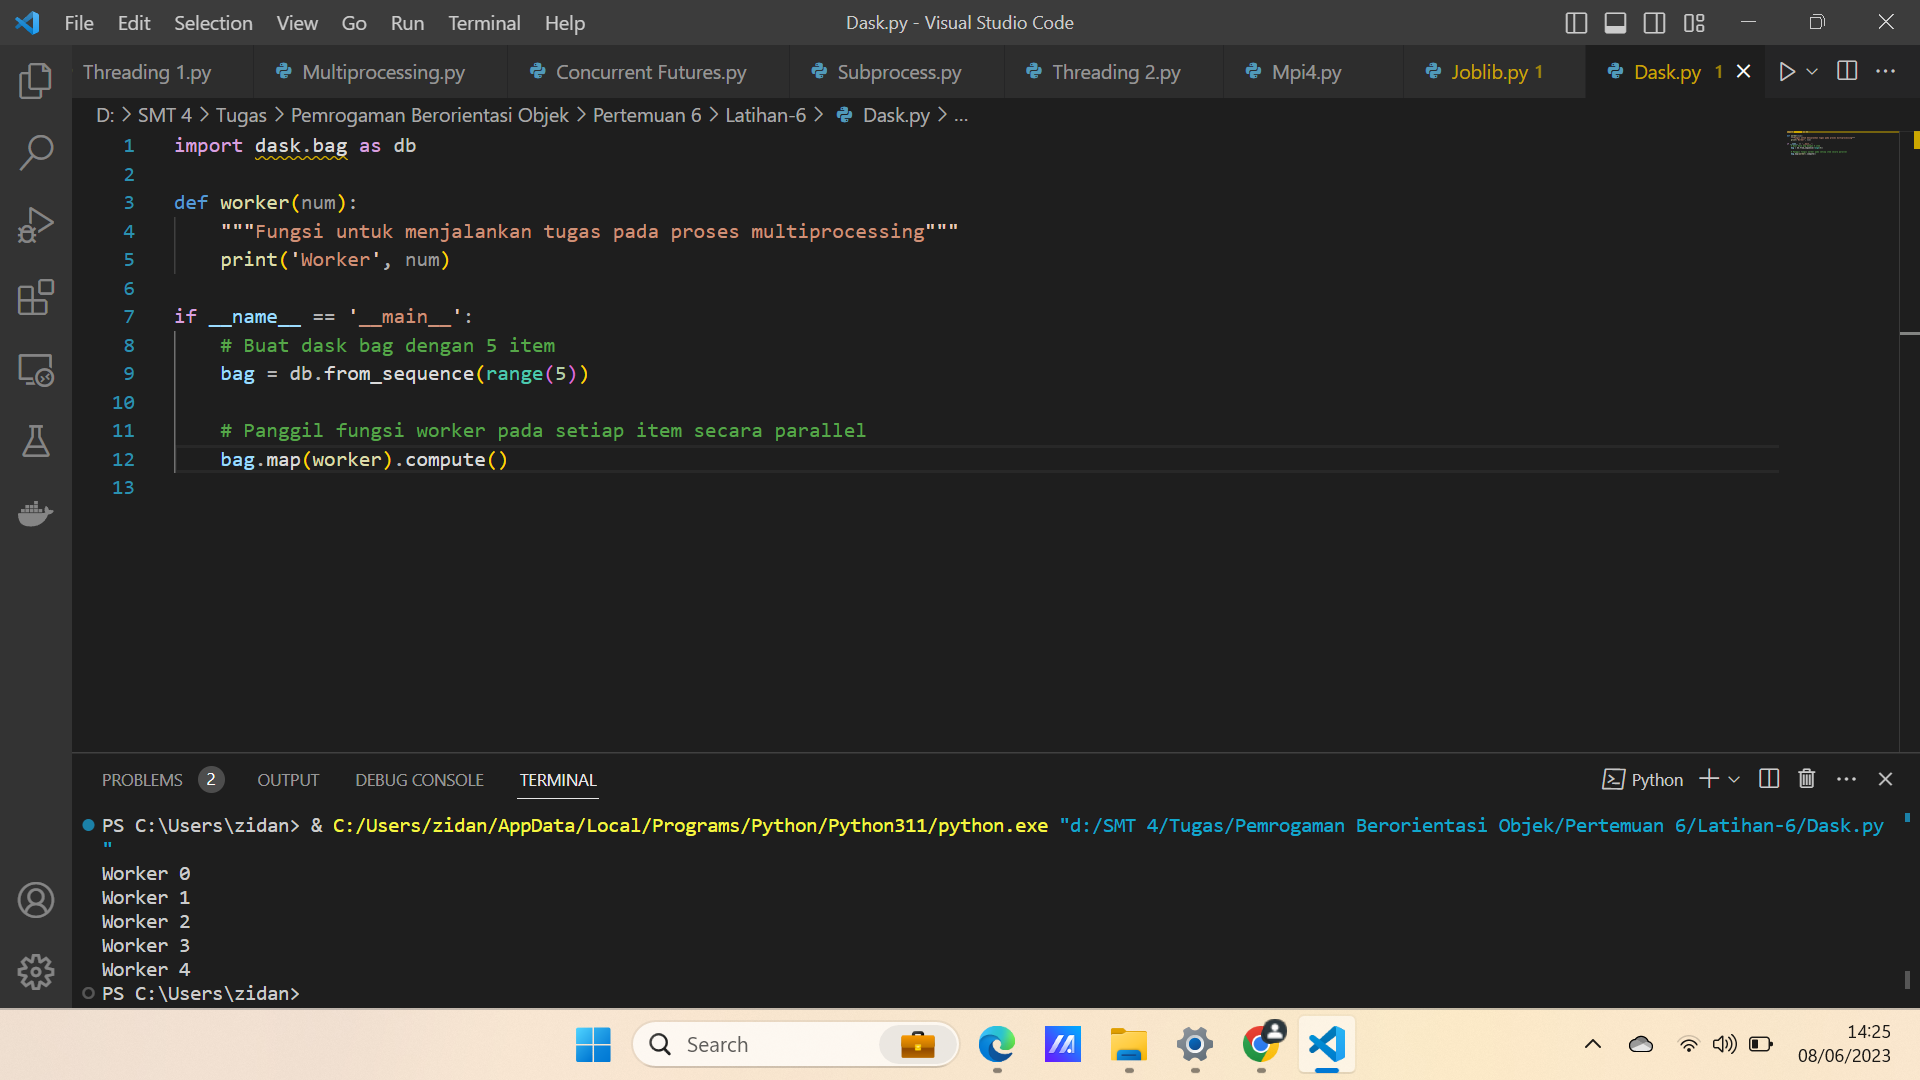 File Edit Selection View Go Run Terminal Help
Dask.py - Visual Studio Code
Threading 1.py
Multiprocessing.py
Concurrent Futures.py
Subprocess.py
Threading 2.py
Mpi4.py
Joblib.py 1
Dask.py 1
D: > SMT 4 > Tugas > Pemrogaman Berorientasi Objek > Pertemuan 6 > Latihan-6 > Dask.py > ...
1 import dask.bag as db
2
3 def worker(num):
4     """Fungsi untuk menjalankan tugas pada proses multiprocessing"""
5     print('Worker', num)
6
7 if __name__ == '__main__':
8     # Buat dask bag dengan 5 item
9     bag = db.from_sequence(range(5))
10
11     # Panggil fungsi worker pada setiap item secara parallel
12     bag.map(worker).compute()
13
PROBLEMS 2 OUTPUT DEBUG CONSOLE TERMINAL
Python
PS C:\Users\zidan> & C:/Users/zidan/AppData/Local/Programs/Python/Python311/python.exe "d:/SMT 4/Tugas/Pemrogaman Berorientasi Objek/Pertemuan 6/Latihan-6/Dask.py
"
Worker 0
Worker 1
Worker 2
Worker 3
Worker 4
PS C:\Users\zidan>
Search
14:25
08/06/2023